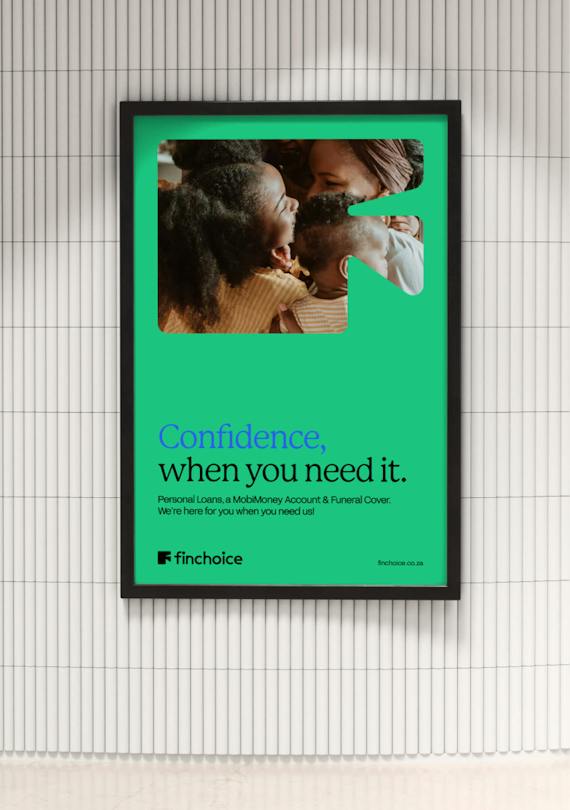 Confidence,
when you need it.
Personal Loans, a MobiMoney Account & Funeral Cover.
We're here for you when you need us!
finchoice
finchoice.co.za